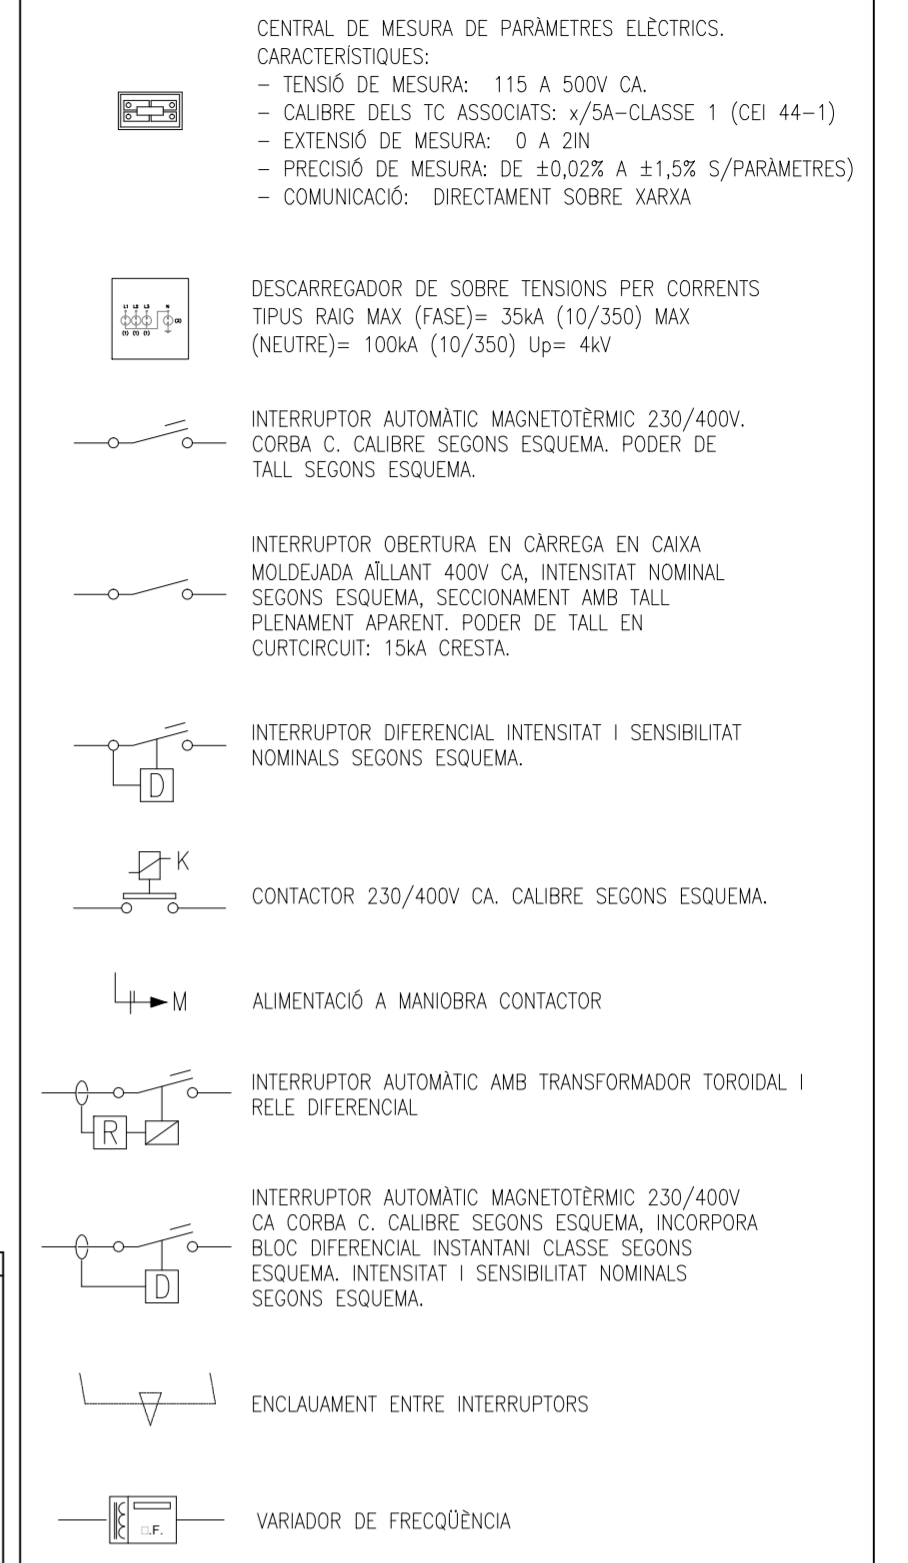 CENTRAL DE MESURA DE PARÀMETRES ELÈCTRICS.
CARACTERÍSTIQUES:
– TENSIÓ DE MESURA: 115 A 500V CA.
– CALIBRE DELS TC ASSOCIATS: x/5A–CLASSE 1 (CEI 44–1)
– EXTENSIÓ DE MESURA: 0 A 2IN
– PRECISIÓ DE MESURA: DE ±0,02% A ±1,5% S/PARÀMETRES)
– COMUNICACIÓ: DIRECTAMENT SOBRE XARXA
L1 L2 L3 N
(1) (1) (1) (2)
DESCARREGADOR DE SOBRE TENSIONS PER CORRENTS
TIPUS RAIG MAX (FASE)= 35kA (10/350) MAX
(NEUTRE)= 100kA (10/350) Up= 4kV
INTERRUPTOR AUTOMÀTIC MAGNETOTÈRMIC 230/400V.
CORBA C. CALIBRE SEGONS ESQUEMA. PODER DE
TALL SEGONS ESQUEMA.
INTERRUPTOR OBERTURA EN CÀRREGA EN CAIXA
MOLDEJADA AÏLLANT 400V CA, INTENSITAT NOMINAL
SEGONS ESQUEMA, SECCIONAMENT AMB TALL
PLENAMENT APARENT. PODER DE TALL EN
CURTCIRCUIT: 15kA CRESTA.
D
INTERRUPTOR DIFERENCIAL INTENSITAT I SENSIBILITAT
NOMINALS SEGONS ESQUEMA.
K
CONTACTOR 230/400V CA. CALIBRE SEGONS ESQUEMA.
M
ALIMENTACIÓ A MANIOBRA CONTACTOR
R
INTERRUPTOR AUTOMÀTIC AMB TRANSFORMADOR TOROIDAL I
RELE DIFERENCIAL
D
INTERRUPTOR AUTOMÀTIC MAGNETOTÈRMIC 230/400V
CA CORBA C. CALIBRE SEGONS ESQUEMA, INCORPORA
BLOC DIFERENCIAL INSTANTANI CLASSE SEGONS
ESQUEMA. INTENSITAT I SENSIBILITAT NOMINALS
SEGONS ESQUEMA.
ENCLAUAMENT ENTRE INTERRUPTORS
□.F.
VARIADOR DE FRECQÜÈNCIA